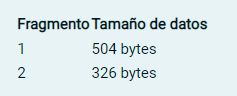 Fragmento Tamaño de datos
1 504 bytes
2 326 bytes